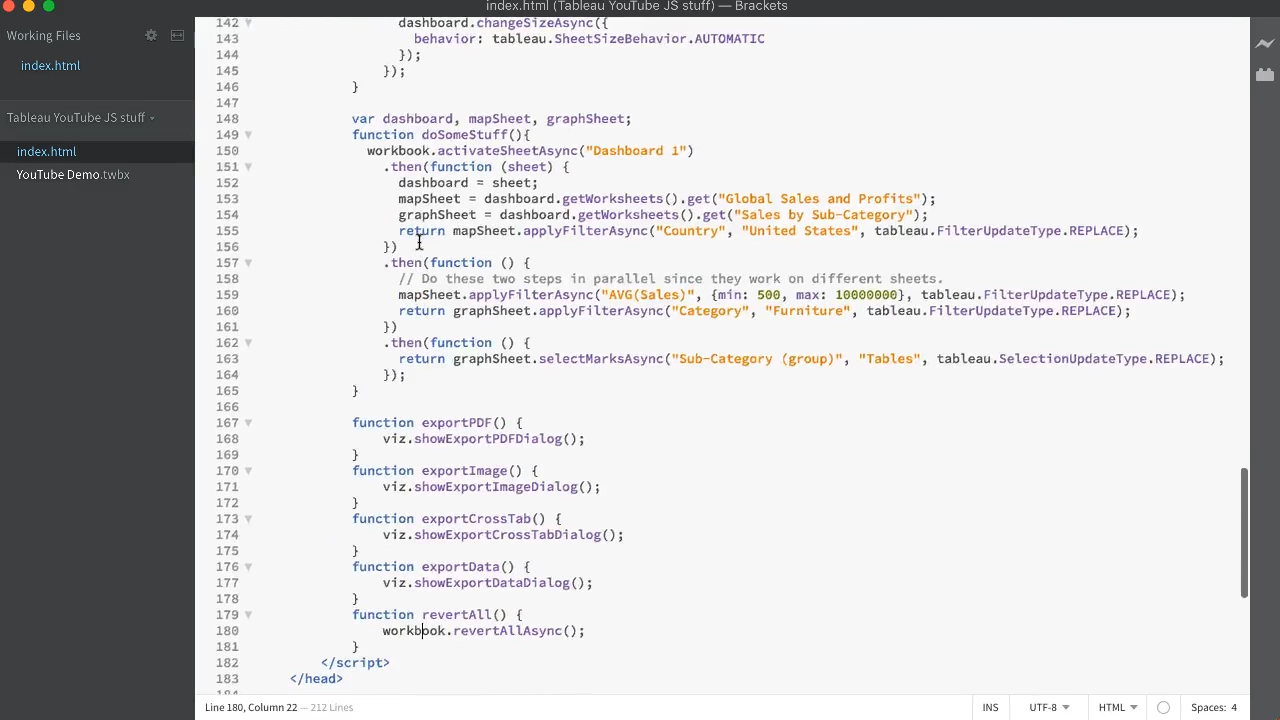 index.html (Tableau YouTube JS stuff) — Brackets
Working Files
index.html
Tableau YouTube JS stuff
index.html
YouTube Demo.twbx
142 dashboard.changeSizeAsync({
143 behavior: tableau.SheetSizeBehavior.AUTOMATIC
144 });
145 });
146 }
147
148 var dashboard, mapSheet, graphSheet;
149 function doSomeStuff(){
150 workbook.activateSheetAsync("Dashboard 1")
151 .then(function (sheet) {
152 dashboard = sheet;
153 mapSheet = dashboard.getWorksheets().get("Global Sales and Profits");
154 graphSheet = dashboard.getWorksheets().get("Sales by Sub-Category");
155 return mapSheet.applyFilterAsync("Country", "United States", tableau.FilterUpdateType.REPLACE);
156 })
157 .then(function () {
158 // Do these two steps in parallel since they work on different sheets.
159 mapSheet.applyFilterAsync("AVG(Sales)", {min: 500, max: 10000000}, tableau.FilterUpdateType.REPLACE);
160 return graphSheet.applyFilterAsync("Category", "Furniture", tableau.FilterUpdateType.REPLACE);
161 })
162 .then(function () {
163 return graphSheet.selectMarksAsync("Sub-Category (group)", "Tables", tableau.SelectionUpdateType.REPLACE);
164 });
165 }
166
167 function exportPDF() {
168 viz.showExportPDFDialog();
169 }
170 function exportImage() {
171 viz.showExportImageDialog();
172 }
173 function exportCrossTab() {
174 viz.showExportCrossTabDialog();
175 }
176 function exportData() {
177 viz.showExportDataDialog();
178 }
179 function revertAll() {
180 workbook.revertAllAsync();
181 }
182 </script>
183 </head>
184
Line 180, Column 22 — 212 Lines
INS UTF-8 HTML Spaces: 4